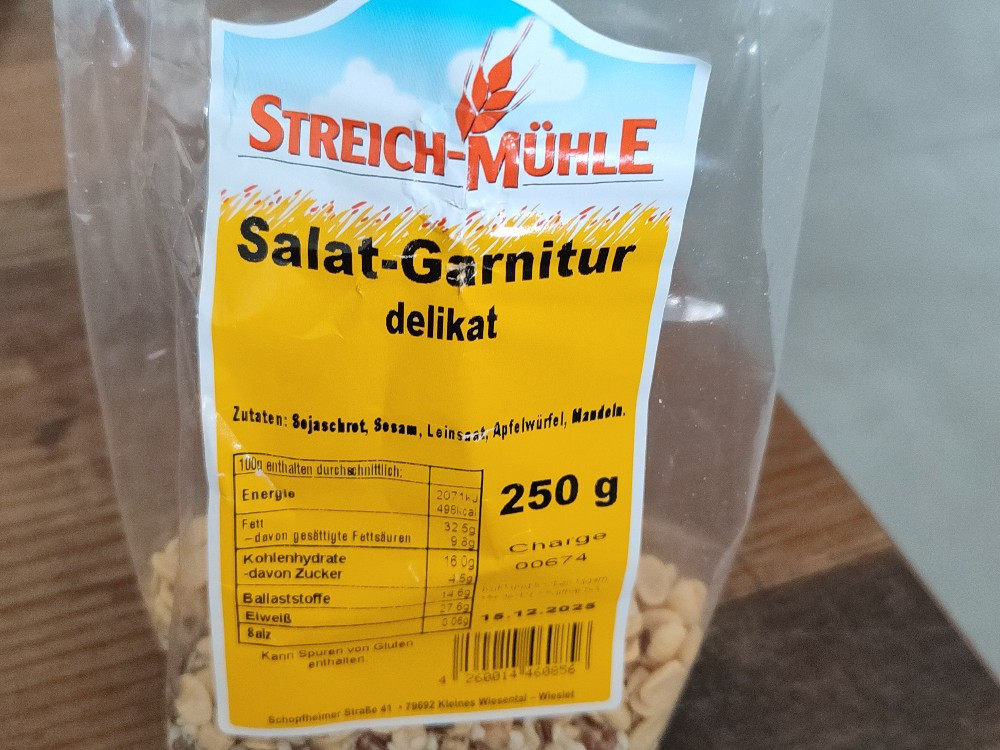 STREICH-MÜHLE
Salat-Garnitur
delikat
Zutaten: Sojaschrot, Sesam, Leinsaat, Apfelwürfel, Mandeln.
100g enthalten durchschnittlich:
Energie 2071kJ
498kcal
Fett 32.5g
-davon gesättigte Fettsäuren 9.8g
Kohlenhydrate 16.0g
-davon Zucker 4.5g
Ballaststoffe 14.6g
Eiweiß 27.6g
Salz 0.06g
Kann Spuren von Gluten
enthalten.
250 g
Charge
00674
15.12.2025
4 260014 460856
Schopfheimer Straße 41 · 79692 Kleines Wiesental - Wieslet